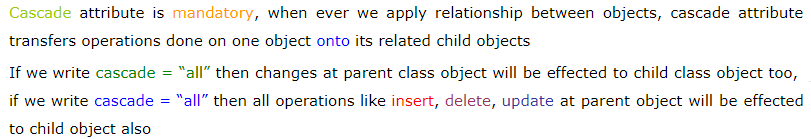 Cascade attribute is mandatory, when ever we apply relationship between objects, cascade attribute
transfers operations done on one object onto its related child objects
If we write cascade = “all” then changes at parent class object will be effected to child class object too,
if we write cascade = “all” then all operations like insert, delete, update at parent object will be effected
to child object also